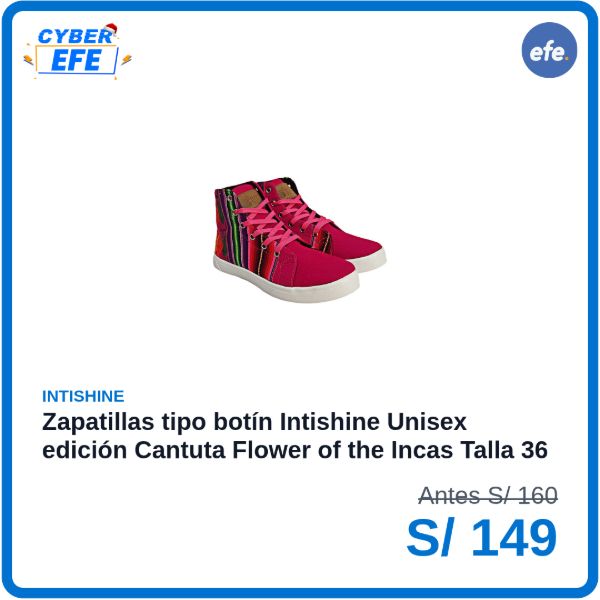 CYBER
EFE
efe.
INTISHINE
Zapatillas tipo botín Intishine Unisex
edición Cantuta Flower of the Incas Talla 36
Antes S/ 160
S/ 149